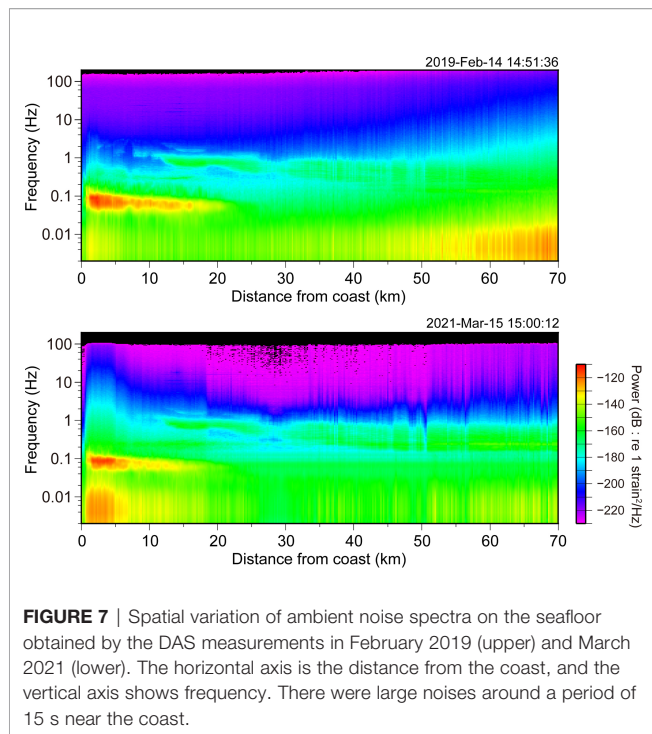 2019-Feb-14 14:51:36
Frequency (Hz)
100
10
1
0.1
0.01
0 10 20 30 40 50 60 70
Distance from coast (km)
2021-Mar-15 15:00:12
Frequency (Hz)
100
10
1
0.1
0.01
0 10 20 30 40 50 60 70
Distance from coast (km)
−120
−140
−160
−180
−200
−220
Power (dB : re 1 strain²/Hz)
FIGURE 7 | Spatial variation of ambient noise spectra on the seafloor
obtained by the DAS measurements in February 2019 (upper) and March
2021 (lower). The horizontal axis is the distance from the coast, and the
vertical axis shows frequency. There were large noises around a period of
15 s near the coast.